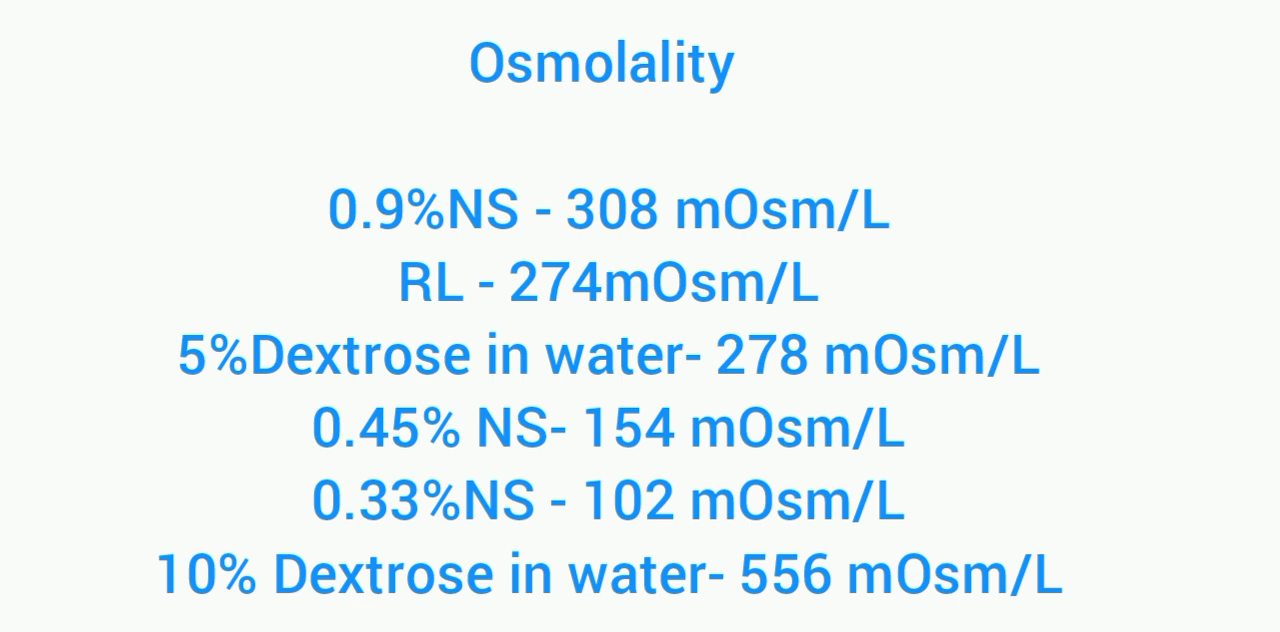 Osmolality
0.9%NS - 308 mOsm/L
RL - 274mOsm/L
5%Dextrose in water- 278 mOsm/L
0.45% NS- 154 mOsm/L
0.33%NS - 102 mOsm/L
10% Dextrose in water- 556 mOsm/L